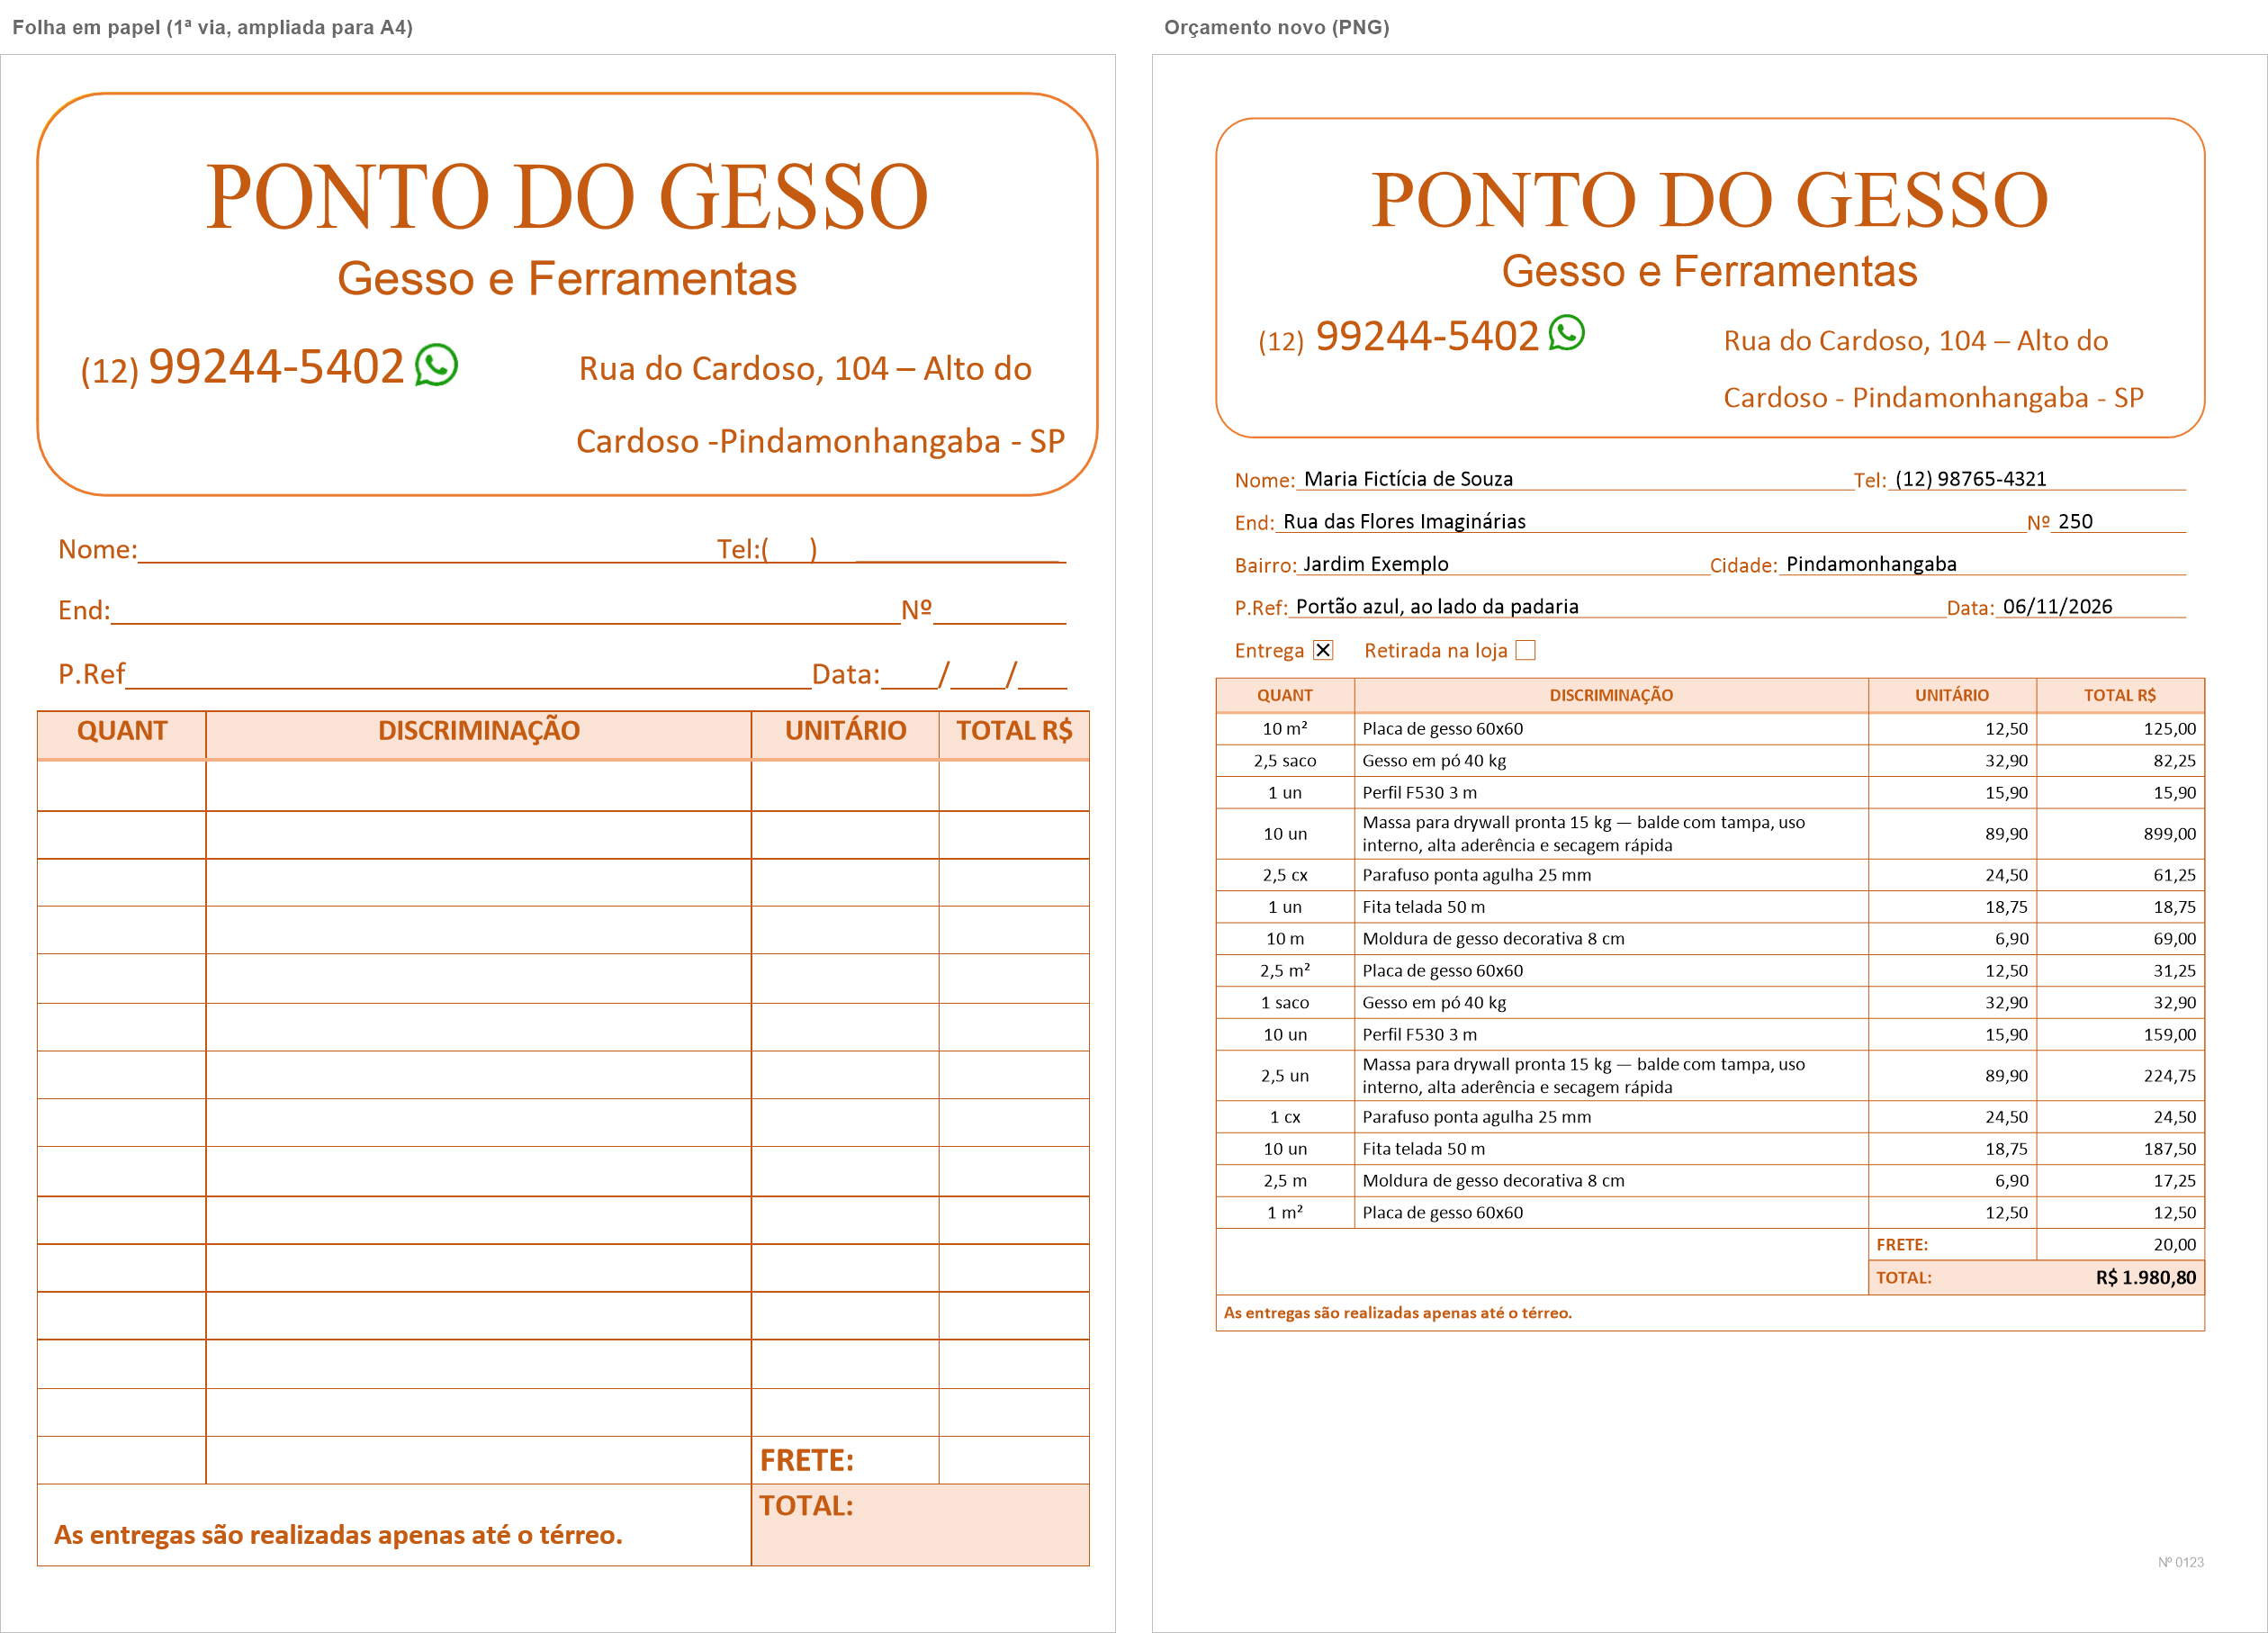 Folha em papel (1ª via, ampliada para A4)
PONTO DO GESSO
Gesso e Ferramentas
(12) 99244-5402
Rua do Cardoso, 104 – Alto do
Cardoso -Pindamonhangaba - SP
Nome: Tel:( )
End: Nº
P.Ref Data: / /
QUANT DISCRIMINAÇÃO UNITÁRIO TOTAL R$
FRETE:
TOTAL:
As entregas são realizadas apenas até o térreo.
Orçamento novo (PNG)
PONTO DO GESSO
Gesso e Ferramentas
(12) 99244-5402
Rua do Cardoso, 104 – Alto do
Cardoso - Pindamonhangaba - SP
Nome: Maria Fictícia de Souza Tel: (12) 98765-4321
End: Rua das Flores Imaginárias Nº 250
Bairro: Jardim Exemplo Cidade: Pindamonhangaba
P.Ref: Portão azul, ao lado da padaria Data: 06/11/2026
Entrega ☒ Retirada na loja ☐
QUANT DISCRIMINAÇÃO UNITÁRIO TOTAL R$
10 m² Placa de gesso 60x60 12,50 125,00
2,5 saco Gesso em pó 40 kg 32,90 82,25
1 un Perfil F530 3 m 15,90 15,90
10 un Massa para drywall pronta 15 kg — balde com tampa, uso 89,90 899,00
interno, alta aderência e secagem rápida
2,5 cx Parafuso ponta agulha 25 mm 24,50 61,25
1 un Fita telada 50 m 18,75 18,75
10 m Moldura de gesso decorativa 8 cm 6,90 69,00
2,5 m² Placa de gesso 60x60 12,50 31,25
1 saco Gesso em pó 40 kg 32,90 32,90
10 un Perfil F530 3 m 15,90 159,00
2,5 un Massa para drywall pronta 15 kg — balde com tampa, uso 89,90 224,75
interno, alta aderência e secagem rápida
1 cx Parafuso ponta agulha 25 mm 24,50 24,50
10 un Fita telada 50 m 18,75 187,50
2,5 m Moldura de gesso decorativa 8 cm 6,90 17,25
1 m² Placa de gesso 60x60 12,50 12,50
FRETE: 20,00
TOTAL: R$ 1.980,80
As entregas são realizadas apenas até o térreo.
Nº 0123